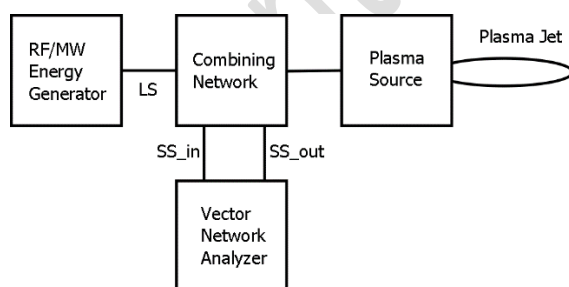 RF/MW
Energy
Generator
LS
Combining
Network
Plasma
Source
Plasma Jet
SS_in
SS_out
Vector
Network
Analyzer